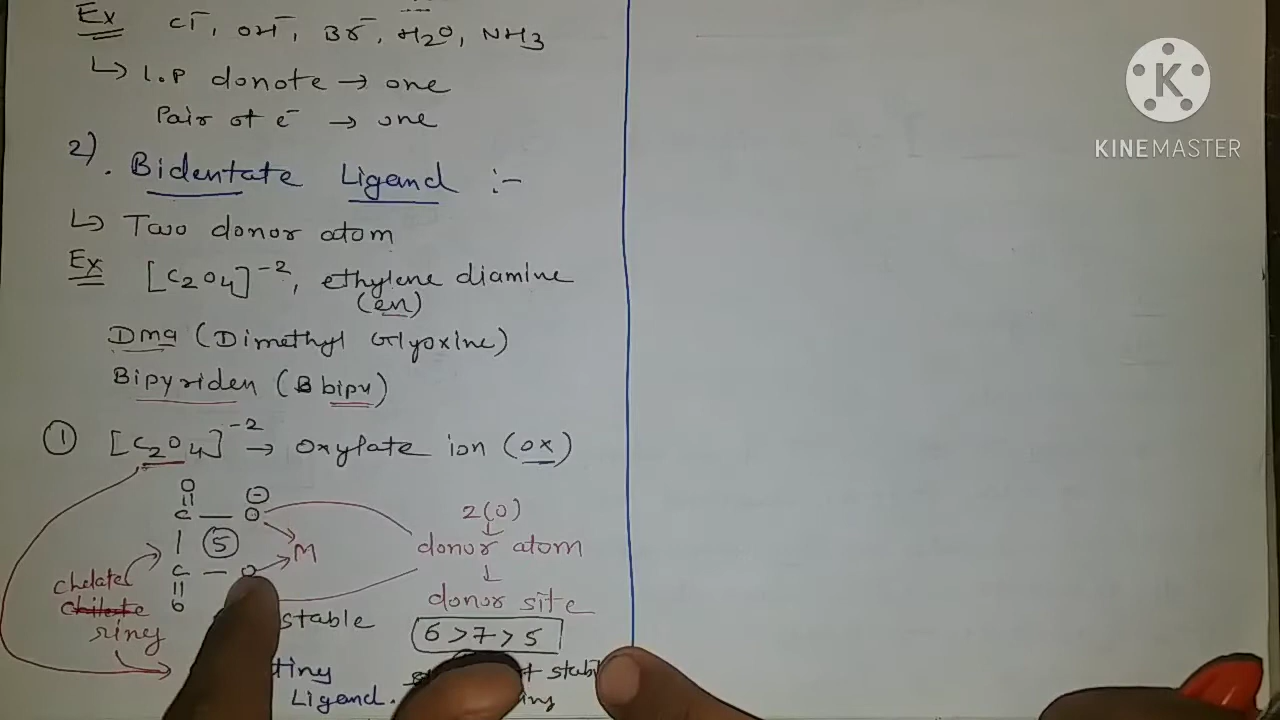 Ex Cl⁻, OH⁻, Br⁻, H2O, NH3
↳ l.p donote → one
Pair of e⁻ → one
2). Bidentate Ligand :-
↳ Two donor atom
Ex [C2O4]⁻², ethylene diamine
(en)
Dmg (Dimethyl Glyoxine)
Bipyriden (B bipy)
① [C2O4]⁻² → Oxylate ion (ox)
O ⊖
C — O
5
M
C — O
O
chelate
ring
2(O)
↓
donor atom
↓
donor site
6 > 7 > 5
stable
Ligand.
K
KINEMASTER